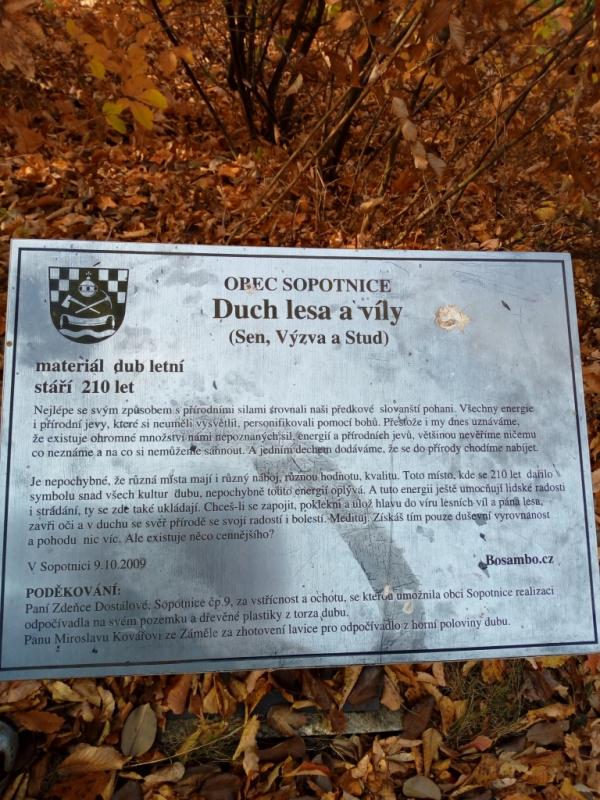 OBEC SOPOTNICE
Duch lesa a víly
(Sen, Výzva a Stud)
materiál dub letní
stáří 210 let
Nejlépe se svým způsobem s přírodními silami srovnali naši předkové slovanští pohani. Všechny energie
i přírodní jevy, které si neuměli vysvětlit, personifikovali pomocí bohů. Přestože i my dnes uznáváme,
že existuje ohromné množství námi nepoznaných sil, energií a přírodních jevů, většinou nevěříme ničemu
co neznáme a na co si nemůžeme sáhnout. A jedním dechem dodáváme, že se do přírody chodíme nabíjet.
Je nepochybné, že různá místa mají i různý náboj, různou hodnotu, kvalitu. Toto místo, kde se 210 let dařilo
symbolu snad všech kultur dubu, nepochybně touto energií oplývá. A tuto energii ještě umocňují lidské radosti
i strádání, ty se zde také ukládají. Chceš-li se zapojit, poklekni a ulož hlavu do víru lesních víl a pána lesa,
zavři oči a v duchu se svěř přírodě se svojí radostí i bolestí. Medituj. Získáš tím pouze duševní vyrovnanost
a pohodu nic víc. Ale existuje něco cennějšího?
V Sopotnici 9.10.2009
Bosambo.cz
PODĚKOVÁNÍ:
Paní Zdeňce Dostálové, Sopotnice čp.9, za vstřícnost a ochotu, se kterou umožnila obci Sopotnice realizaci
odpočívadla na svém pozemku a dřevěné plastiky z torza dubu.
Panu Miroslavu Kovářovi ze Záměle za zhotovení lavice pro odpočívadlo z horní poloviny dubu.